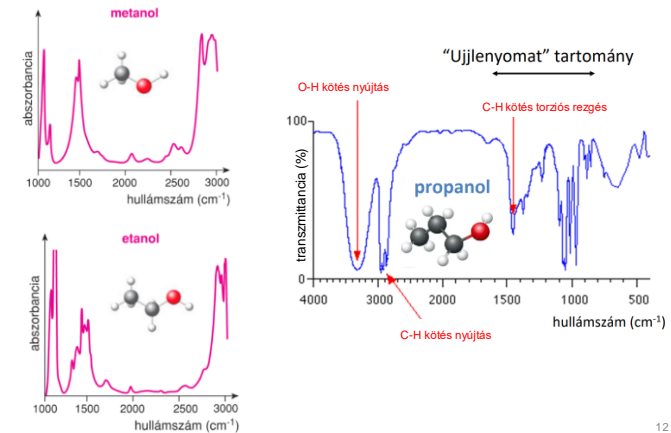 metanol
abszorbancia
1000 1500 2000 2500 3000
hullámszám (cm⁻¹)
etanol
abszorbancia
1000 1500 2000 2500 3000
hullámszám (cm⁻¹)
“Ujjlenyomat” tartomány
O-H kötés nyújtás
C-H kötés torziós rezgés
100
transzmittancia (%)
propanol
0
4000 3000 2000 1500 1000 500
hullámszám (cm⁻¹)
C-H kötés nyújtás
12